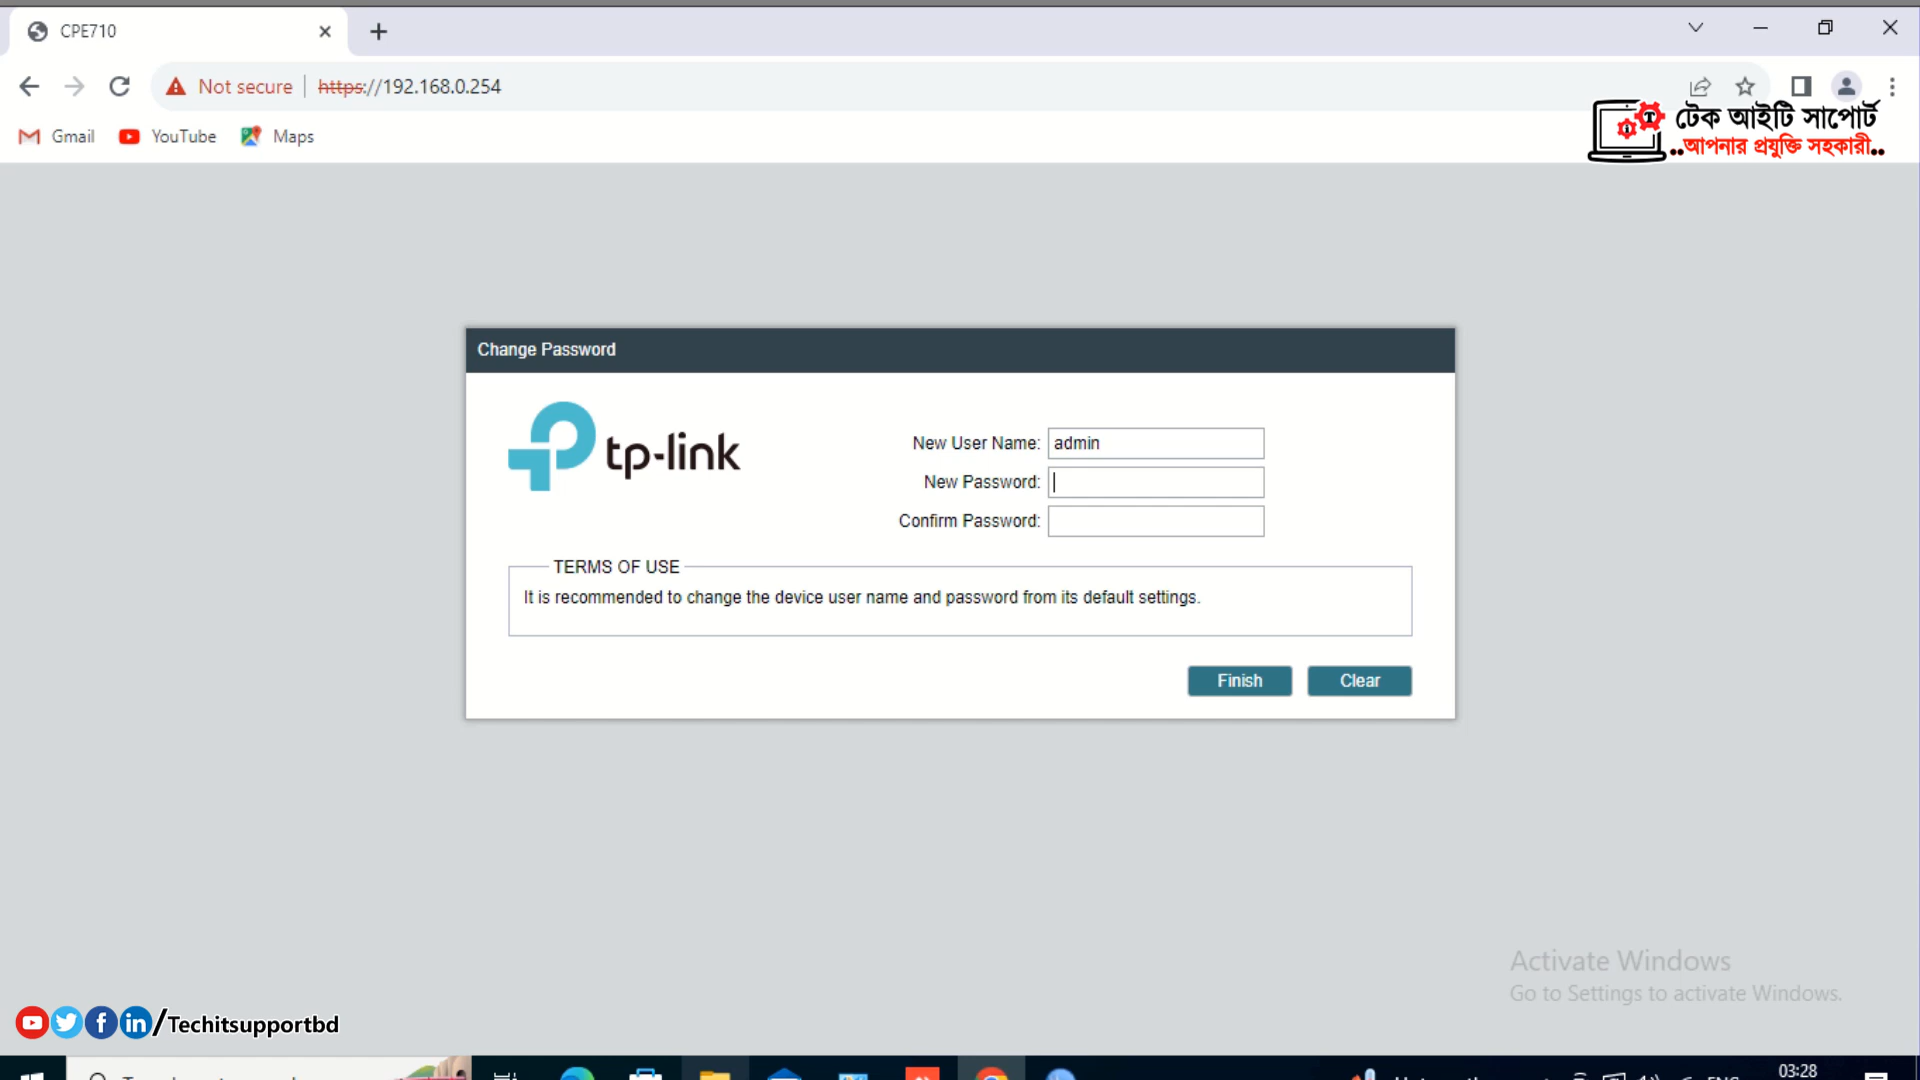 CPE710
Not secure https://192.168.0.254
Gmail YouTube Maps
টেক আইটি সাপোর্ট
..আপনার প্রযুক্তি সহকারী..
Change Password
tp-link
New User Name: admin
New Password:
Confirm Password:
TERMS OF USE
It is recommended to change the device user name and password from its default settings.
Finish Clear
Activate Windows
Go to Settings to activate Windows.
/Techitsupportbd
03:28